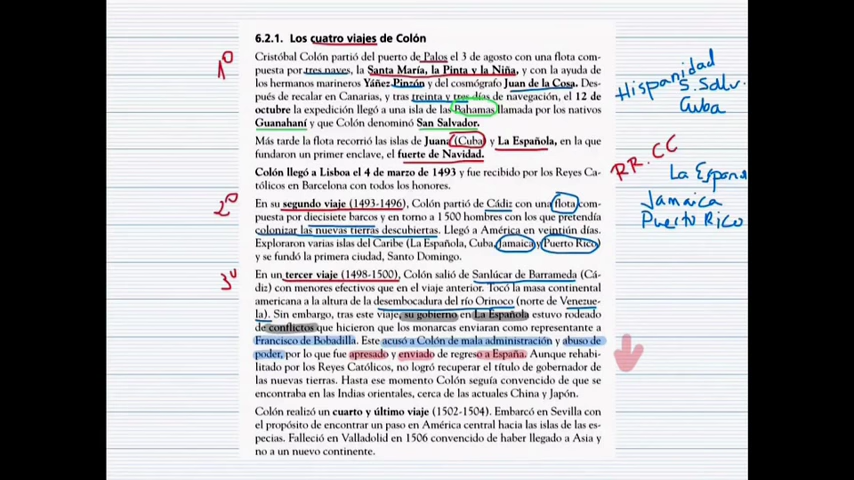 6.2.1. Los cuatro viajes de Colón
Cristóbal Colón partió del puerto de Palos el 3 de agosto con una flota com-
puesta por tres naves, la Santa María, la Pinta y la Niña, y con la ayuda de
los hermanos marineros Yáñez Pinzón y del cosmógrafo Juan de la Cosa. Des-
pués de recalar en Canarias, y tras treinta y tres días de navegación, el 12 de
octubre la expedición llegó a una isla de las Bahamas llamada por los nativos
Guanahaní y que Colón denominó San Salvador.
Más tarde la flota recorrió las islas de Juana (Cuba) y La Española, en la que
fundaron un primer enclave, el fuerte de Navidad.
Colón llegó a Lisboa el 4 de marzo de 1493 y fue recibido por los Reyes Ca-
tólicos en Barcelona con todos los honores.
En su segundo viaje (1493-1496), Colón partió de Cádiz con una flota com-
puesta por diecisiete barcos y en torno a 1 500 hombres con los que pretendía
colonizar las nuevas tierras descubiertas. Llegó a América en veintiún días.
Exploraron varias islas del Caribe (La Española, Cuba, Jamaica y Puerto Rico)
y se fundó la primera ciudad, Santo Domingo.
En un tercer viaje (1498-1500), Colón salió de Sanlúcar de Barrameda (Cá-
diz) con menores efectivos que en el viaje anterior. Tocó la masa continental
americana a la altura de la desembocadura del río Orinoco (norte de Venezue-
la). Sin embargo, tras este viaje, su gobierno en La Española estuvo rodeado
de conflictos que hicieron que los monarcas enviaran como representante a
Francisco de Bobadilla. Este acusó a Colón de mala administración y abuso de
poder, por lo que fue apresado y enviado de regreso a España. Aunque rehabi-
litado por los Reyes Católicos, no logró recuperar el título de gobernador de
las nuevas tierras. Hasta ese momento Colón seguía convencido de que se
encontraba en las Indias orientales, cerca de las actuales China y Japón.
Colón realizó un cuarto y último viaje (1502-1504). Embarcó en Sevilla con
el propósito de encontrar un paso en América central hacia las islas de las es-
pecias. Falleció en Valladolid en 1506 convencido de haber llegado a Asia y
no a un nuevo continente.
1º
2º
3º
Hispanidad
S. Salv.
Cuba
RR.CC
La Espana
Jamaica
Puerto Rico